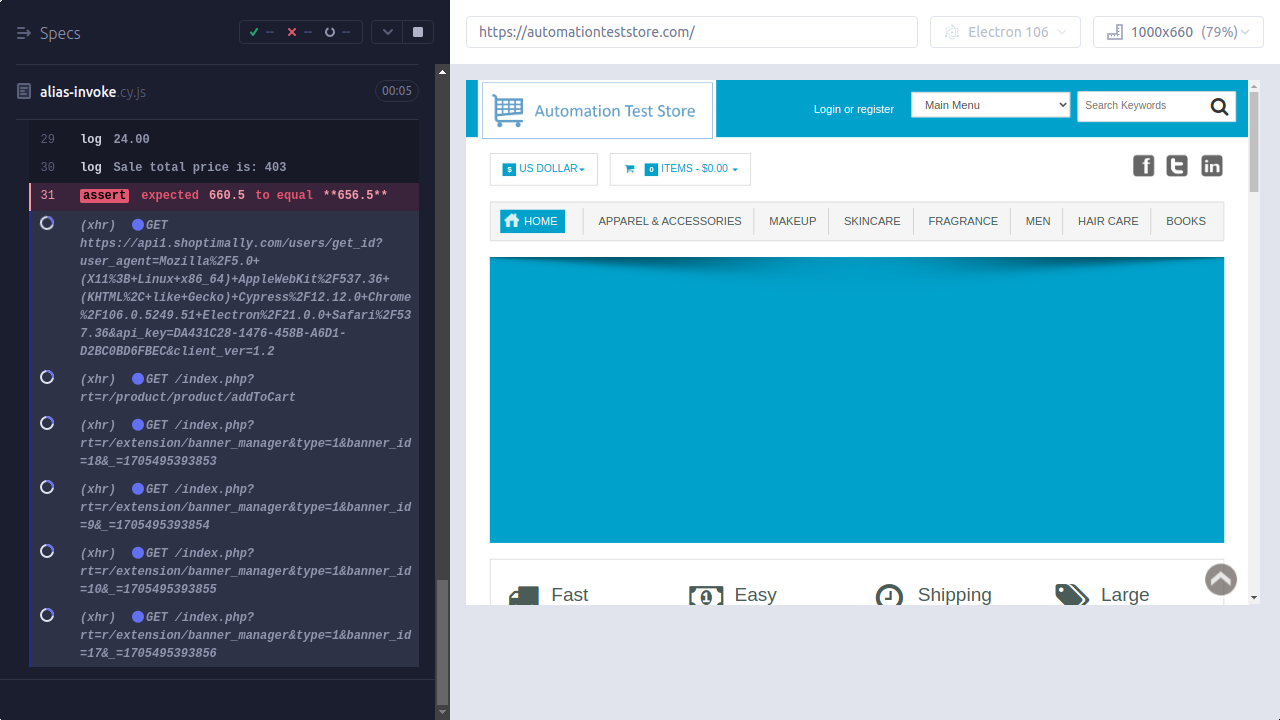 Specs
--
--
--
https://automationteststore.com/
Electron 106
1000x660 (79%)
alias-invoke.cy.js
00:05
29 log 24.00
30 log Sale total price is: 403
31 assert expected 660.5 to equal **656.5**
(xhr) GET
https://api1.shoptimally.com/users/get_id?
user_agent=Mozilla%2F5.0+
(X11%3B+Linux+x86_64)+AppleWebKit%2F537.36+
(KHTML%2C+like+Gecko)+Cypress%2F12.12.0+Chrome
%2F106.0.5249.51+Electron%2F21.0.0+Safari%2F53
7.36&api_key=DA431C28-1476-458B-A6D1-
D2BC0BD6FBEC&client_ver=1.2
(xhr) GET /index.php?
rt=r/product/product/addToCart
(xhr) GET /index.php?
rt=r/extension/banner_manager&type=1&banner_id
=18&_=1705495393853
(xhr) GET /index.php?
rt=r/extension/banner_manager&type=1&banner_id
=9&_=1705495393854
(xhr) GET /index.php?
rt=r/extension/banner_manager&type=1&banner_id
=10&_=1705495393855
(xhr) GET /index.php?
rt=r/extension/banner_manager&type=1&banner_id
=17&_=1705495393856
Automation Test Store
Login or register
Main Menu
Search Keywords
$ US DOLLAR
0 ITEMS - $0.00
f t in
HOME
APPAREL & ACCESSORIES
MAKEUP
SKINCARE
FRAGRANCE
MEN
HAIR CARE
BOOKS
Fast
1 Easy
Shipping
Large